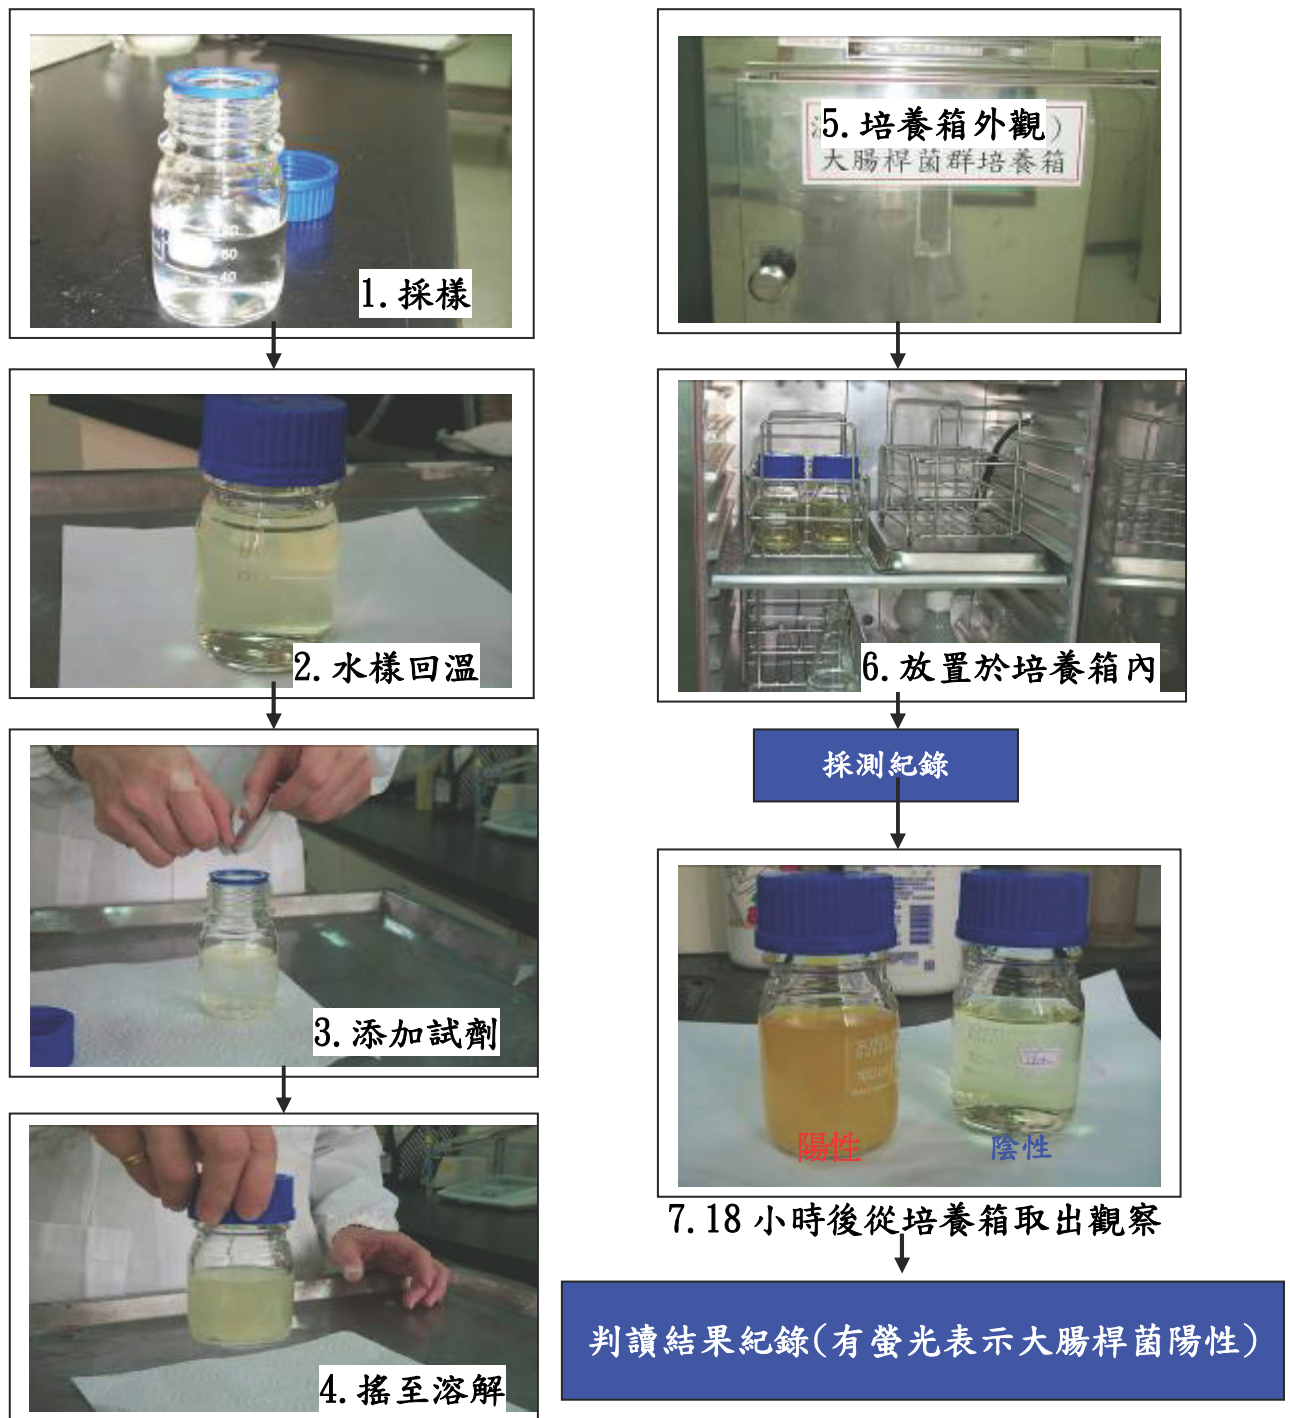 1.採樣
80
60
40
2.水樣回溫
3.添加試劑
4.搖至溶解
5.培養箱外觀
)
大腸桿菌群培養箱
6.放置於培養箱內
採測紀錄
100
陽性
陰性
7.18 小時後從培養箱取出觀察
判讀結果紀錄(有螢光表示大腸桿菌陽性)